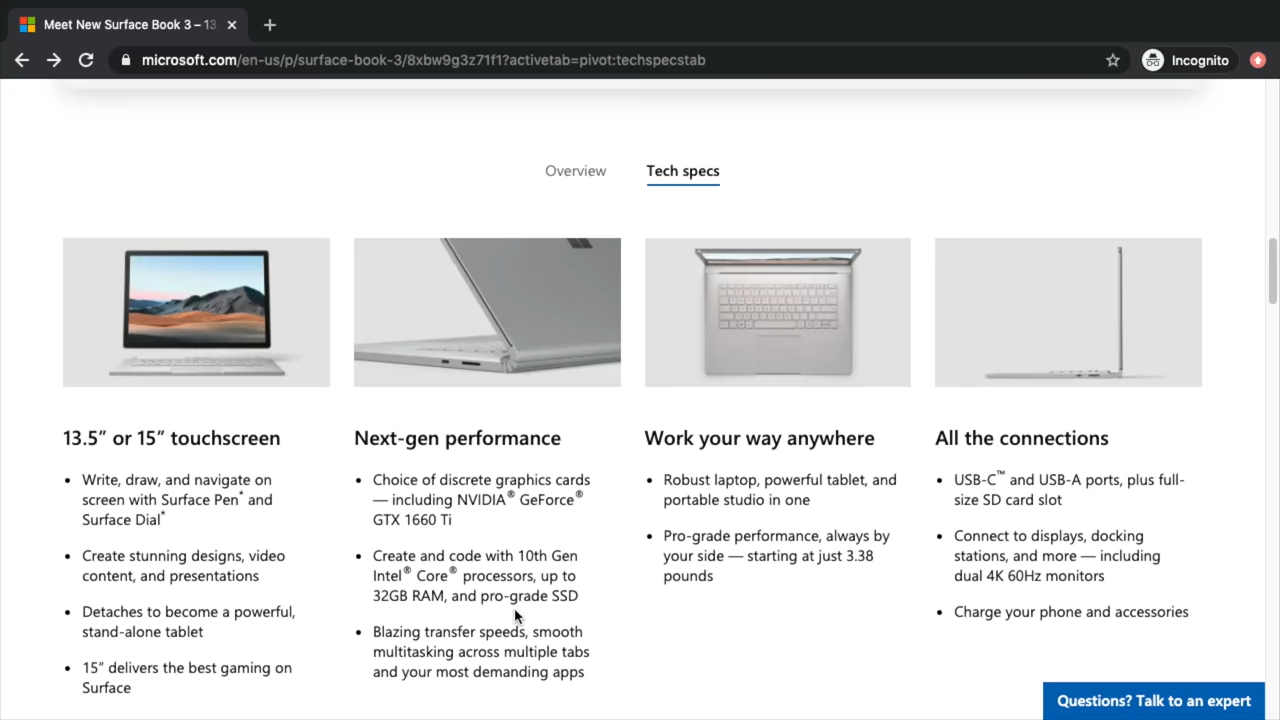 Meet New Surface Book 3 – 13
microsoft.com/en-us/p/surface-book-3/8xbw9g3z71f1?activetab=pivot:techspecstab
Incognito
Overview
Tech specs
13.5” or 15” touchscreen
Write, draw, and navigate on
screen with Surface Pen* and
Surface Dial*
Create stunning designs, video
content, and presentations
Detaches to become a powerful,
stand-alone tablet
15” delivers the best gaming on
Surface
Next-gen performance
Choice of discrete graphics cards
— including NVIDIA® GeForce®
GTX 1660 Ti
Create and code with 10th Gen
Intel® Core® processors, up to
32GB RAM, and pro-grade SSD
Blazing transfer speeds, smooth
multitasking across multiple tabs
and your most demanding apps
Work your way anywhere
Robust laptop, powerful tablet, and
portable studio in one
Pro-grade performance, always by
your side — starting at just 3.38
pounds
All the connections
USB-C™ and USB-A ports, plus full-
size SD card slot
Connect to displays, docking
stations, and more — including
dual 4K 60Hz monitors
Charge your phone and accessories
Questions? Talk to an expert